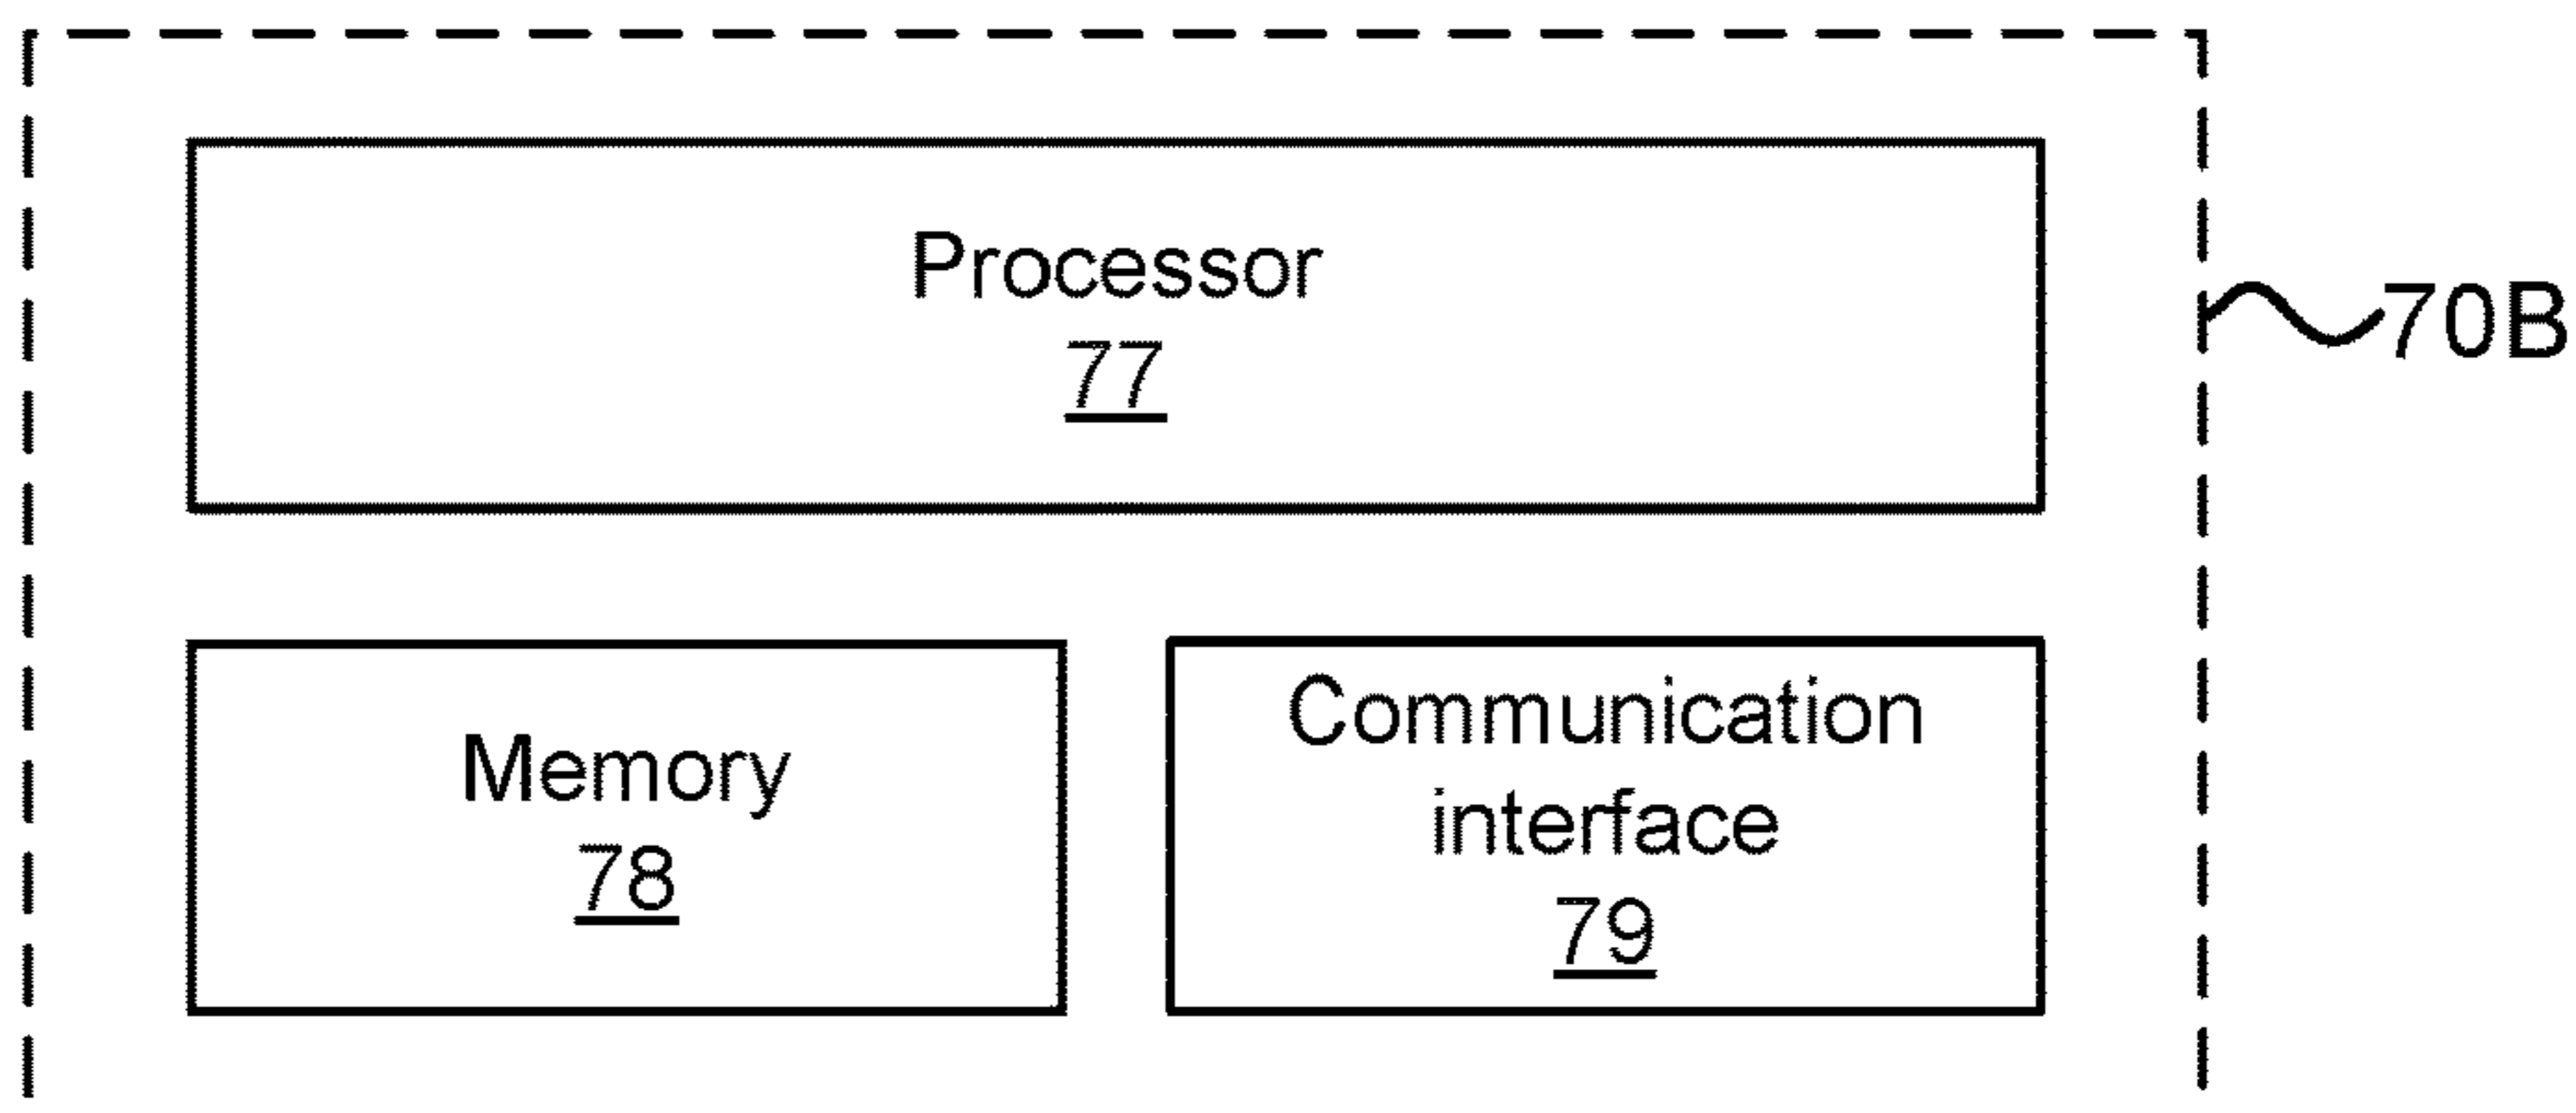 Processor
77
70B
Memory
78
Communication
interface
79